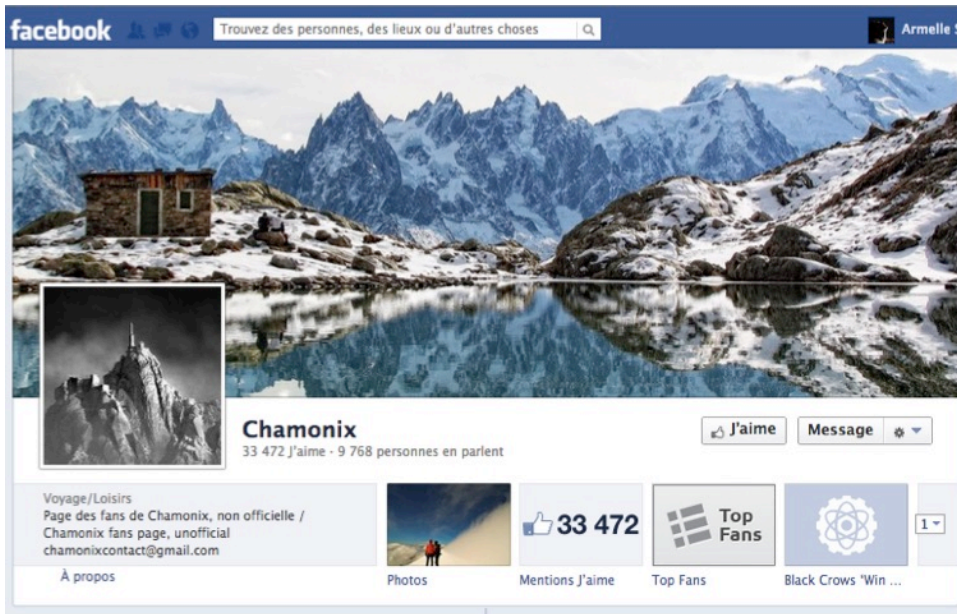 facebook
Trouvez des personnes, des lieux ou d'autres choses
Armelle
Chamonix
33 472 J'aime · 9 768 personnes en parlent
J'aime
Message
Voyage/Loisirs
Page des fans de Chamonix, non officielle /
Chamonix fans page, unofficial
chamonixcontact@gmail.com
À propos
33 472
Top
Fans
1
Photos
Mentions J'aime
Top Fans
Black Crows "Win ...